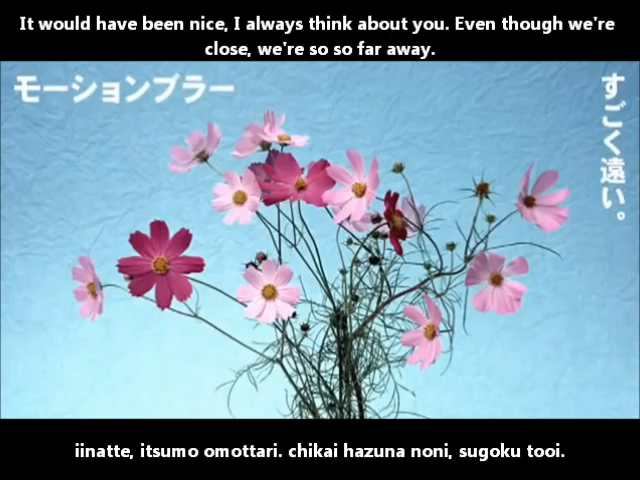 It would have been nice, I always think about you. Even though we're
close, we're so so far away.
モーションブラー
すごく遠い。
iinatte, itsumo omottari. chikai hazuna noni, sugoku tooi.